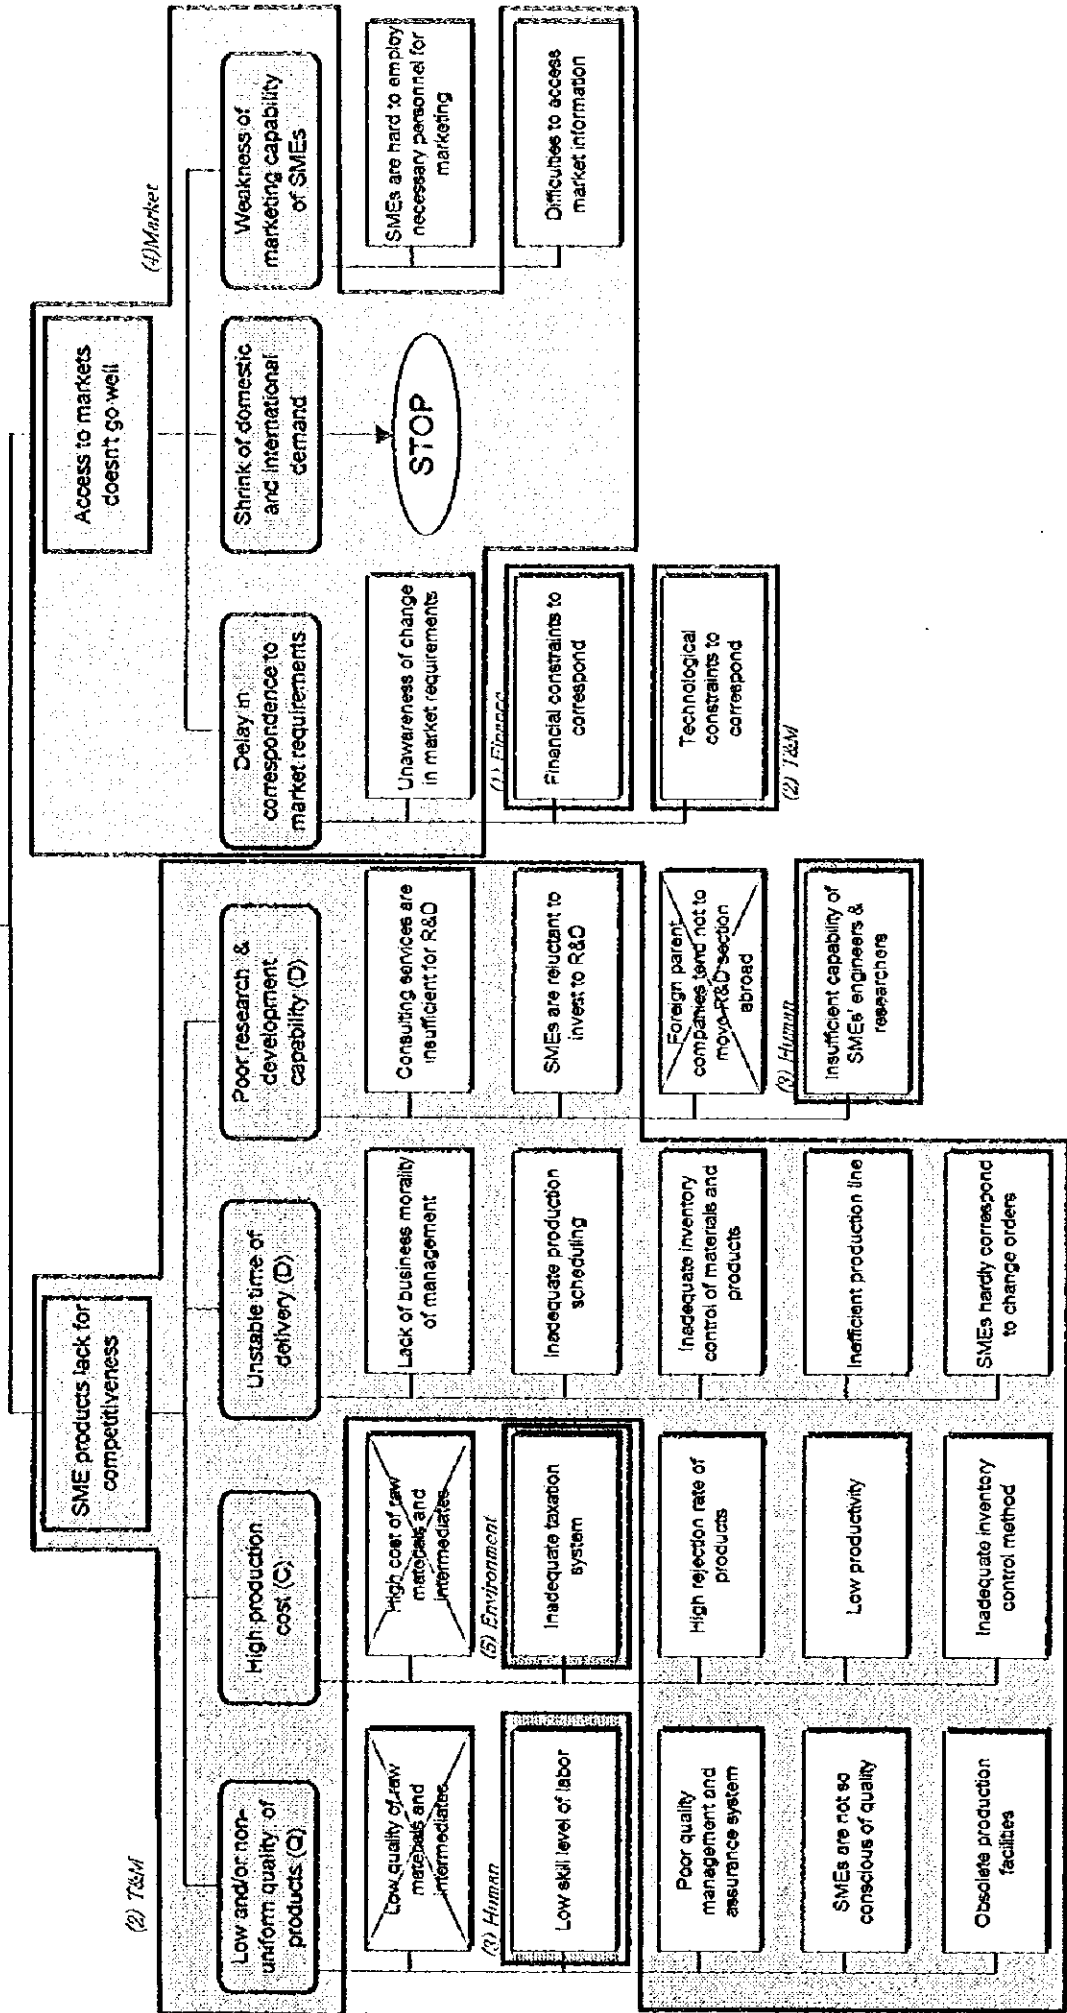 SME products lack for
competitiveness
Access to markets
doesn't go well
(2) T&M
(4)Market
Low and/or non-
uniform quality of
products (Q)
High production
cost (C)
Unstable time of
delivery (D)
Poor research &
development
capability (D)
Delay in
correspondence to
market requirements
Shrink of domestic
and international
demand
Weakness of
marketing capability
of SMEs
Low quality of raw
materials and
intermediates
(3) Human
Low skill level of labor
Poor quality
management and
assurance system
SMEs are not so
conscious of quality
Obsolete production
facilities
High cost of raw
materials and
intermediates
(5) Environment
Inadequate taxation
system
High rejection rate of
products
Low productivity
Inadequate inventory
control method
Lack of business morality
of management
Inadequate production
scheduling
Inadequate inventory
control of materials and
products
Inefficient production line
SMEs hardly correspond
to change orders
Consulting services are
insufficient for R&D
SMEs are reluctant to
invest to R&D
Foreign parent
companies tend not to
move R&D section
abroad
(3) Human
Insufficient capability of
SMEs' engineers &
researchers
Unawareness of change
in market requirements
(1) Finance
Financial constraints to
correspond
Technological
constraints to
correspond
(2) T&M
STOP
SMEs are hard to employ
necessary personnel for
marketing
Difficulties to access
market information